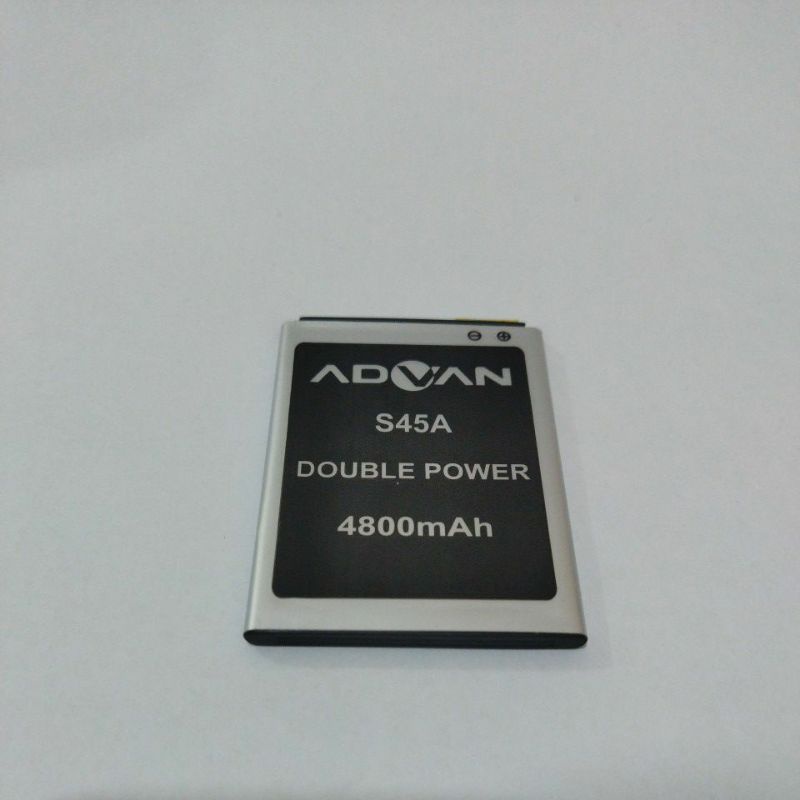 ADVAN
S45A
DOUBLE POWER
4800mAh